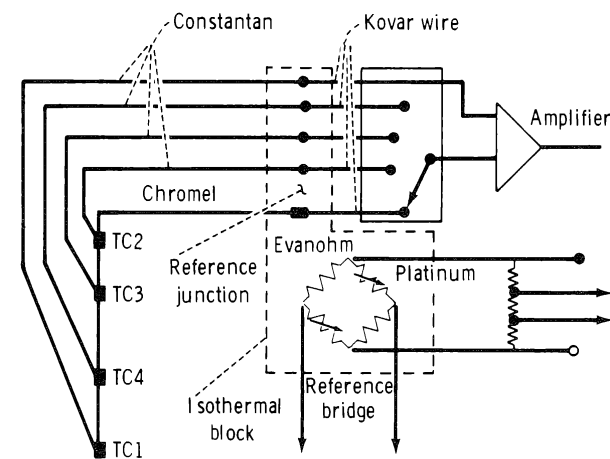 Constantan
Kovar wire
Amplifier
Chromel
TC2
Evanohm
Reference
junction
Platinum
TC3
TC4
Isothermal
block
Reference
bridge
TC1